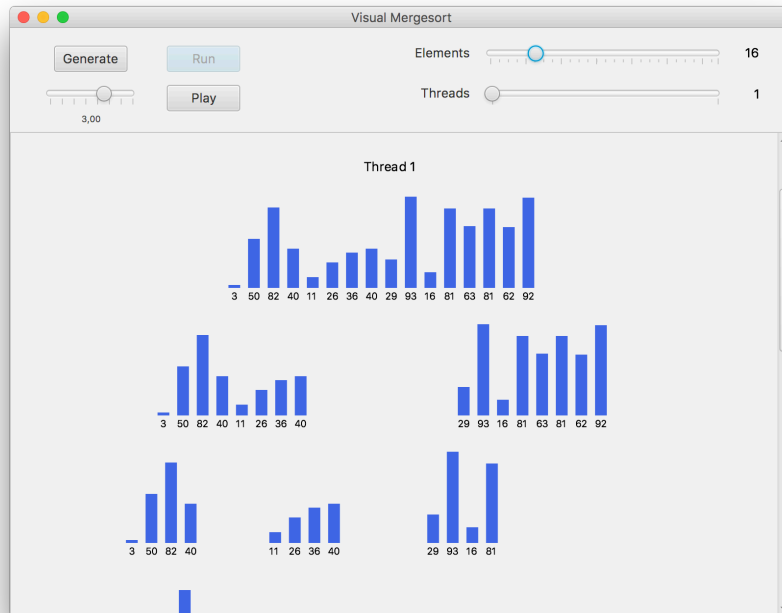 Visual Mergesort
Generate Run Elements 16
Play Threads 1
3,00
Thread 1
3 50 82 40 11 26 36 40 29 93 16 81 63 81 62 92
3 50 82 40 11 26 36 40 29 93 16 81 63 81 62 92
3 50 82 40 11 26 36 40 29 93 16 81